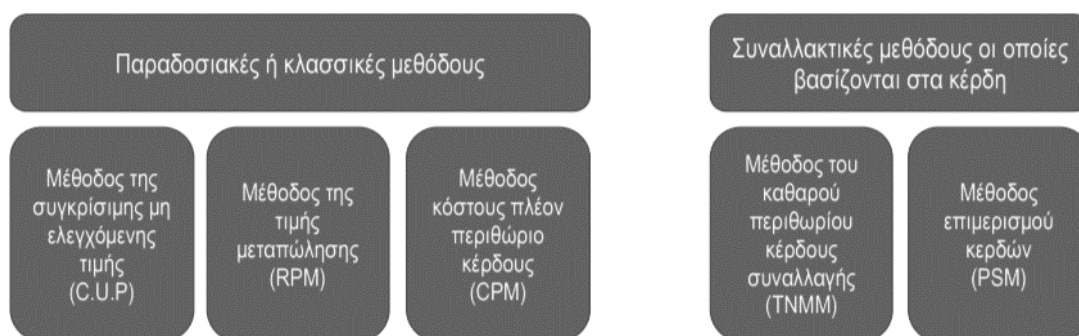 Παραδοσιακές ή κλασσικές μεθόδους
Μέθοδος της
συγκρίσιμης μη
ελεγχόμενης
τιμής
(C.U.P)
Μέθοδος της
τιμής
μεταπώλησης
(RPM)
Μέθοδος
κόστους πλέον
περιθώριο
κέρδους
(CPM)
Συναλλακτικές μεθόδους οι οποίες
βασίζονται στα κέρδη
Μέθοδος του
καθαρού
περιθωρίου
κέρδους
συναλλαγής
(TNMM)
Μέθοδος
επιμερισμού
κερδών
(PSM)